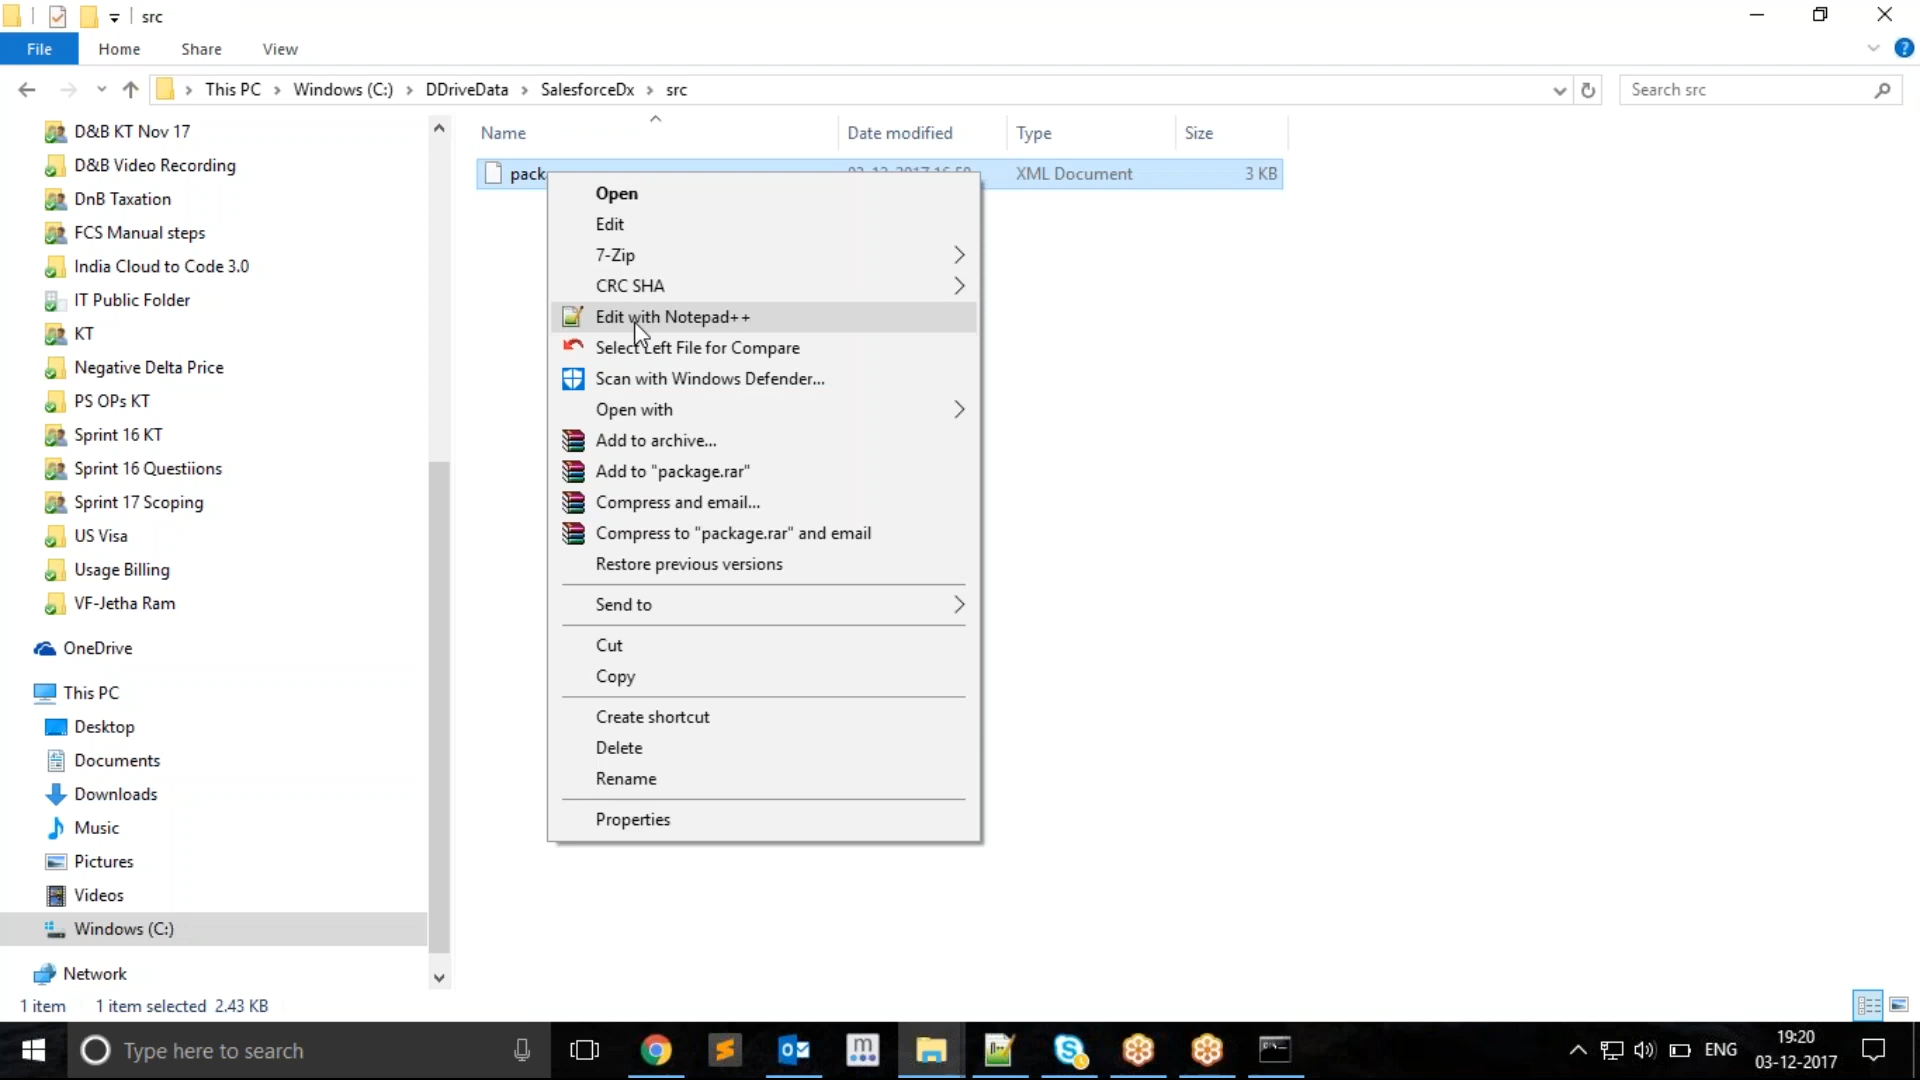 src
File Home Share View
This PC Windows (C:) DDriveData SalesforceDx src
Search src
Name Date modified Type Size
D&B KT Nov 17
D&B Video Recording
DnB Taxation
FCS Manual steps
India Cloud to Code 3.0
IT Public Folder
KT
Negative Delta Price
PS OPs KT
Sprint 16 KT
Sprint 16 Questiions
Sprint 17 Scoping
US Visa
Usage Billing
VF-Jetha Ram
OneDrive
This PC
Desktop
Documents
Downloads
Music
Pictures
Videos
Windows (C:)
Network
pack XML Document 3 KB
Open
Edit
7-Zip
CRC SHA
Edit with Notepad++
Select Left File for Compare
Scan with Windows Defender...
Open with
Add to archive...
Add to "package.rar"
Compress and email...
Compress to "package.rar" and email
Restore previous versions
Send to
Cut
Copy
Create shortcut
Delete
Rename
Properties
1 item 1 item selected 2.43 KB
Type here to search
ENG
19:20
03-12-2017